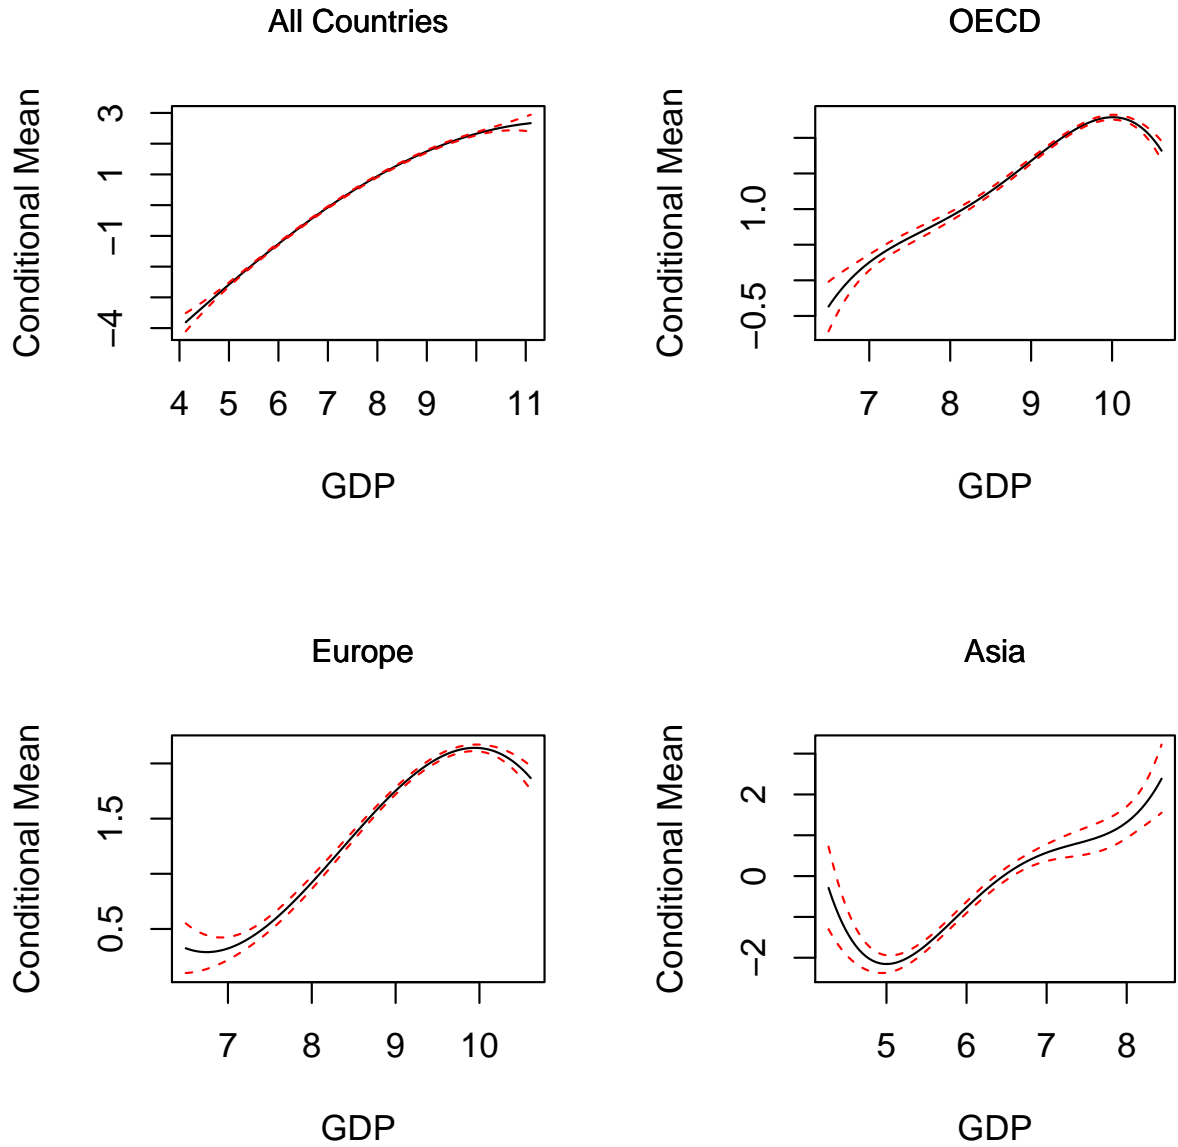 All Countries
Conditional Mean
3
1
−1
−4
4 5 6 7 8 9 11
GDP
OECD
Conditional Mean
1.0
−0.5
7 8 9 10
GDP
Europe
Conditional Mean
1.5
0.5
7 8 9 10
GDP
Asia
Conditional Mean
2
0
−2
5 6 7 8
GDP